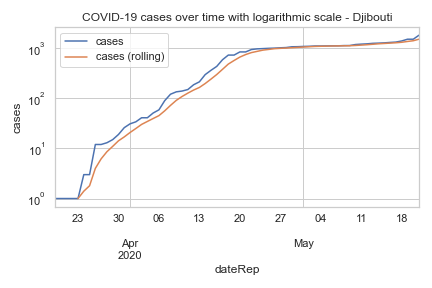 COVID-19 cases over time with logarithmic scale - Djibouti
cases
cases (rolling)
10³
10²
10¹
10⁰
cases
23 30 06 13 20 27 04 11 18
Apr May
2020
dateRep